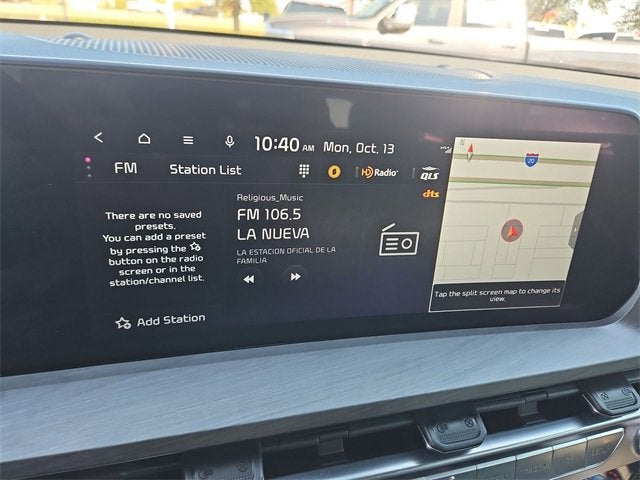 10:40 AM Mon, Oct. 13
FM Station List
HD Radio
QLS
dts
There are no saved
presets.
You can add a preset
by pressing the
button on the radio
screen or in the
station/channel list.
Add Station
Religious_Music
FM 106.5
LA NUEVA
LA ESTACION OFICIAL DE LA
FAMILIA
N
20
Tap the split screen map to change its
view.